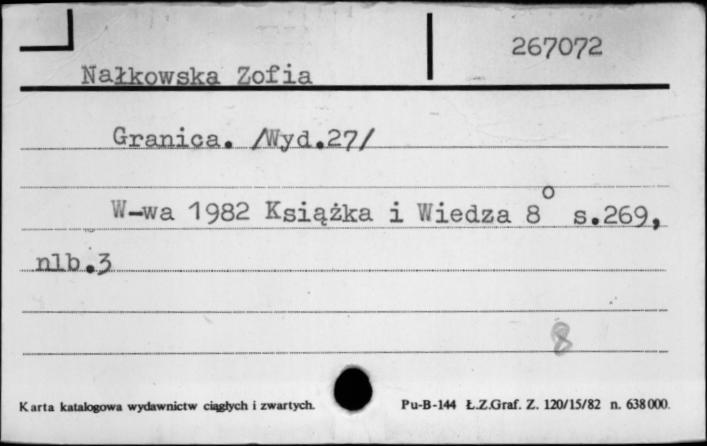 267072
Nałkowska Zofia
Granica. /Wyd.27/
W-wa 1982 Książka i Wiedza 8° s.269,
nlb.3
8
Karta katalogowa wydawnictw ciągłych i zwartych. Pu-B-144 Ł.Z.Graf. Z. 120/15/82 n. 638000.